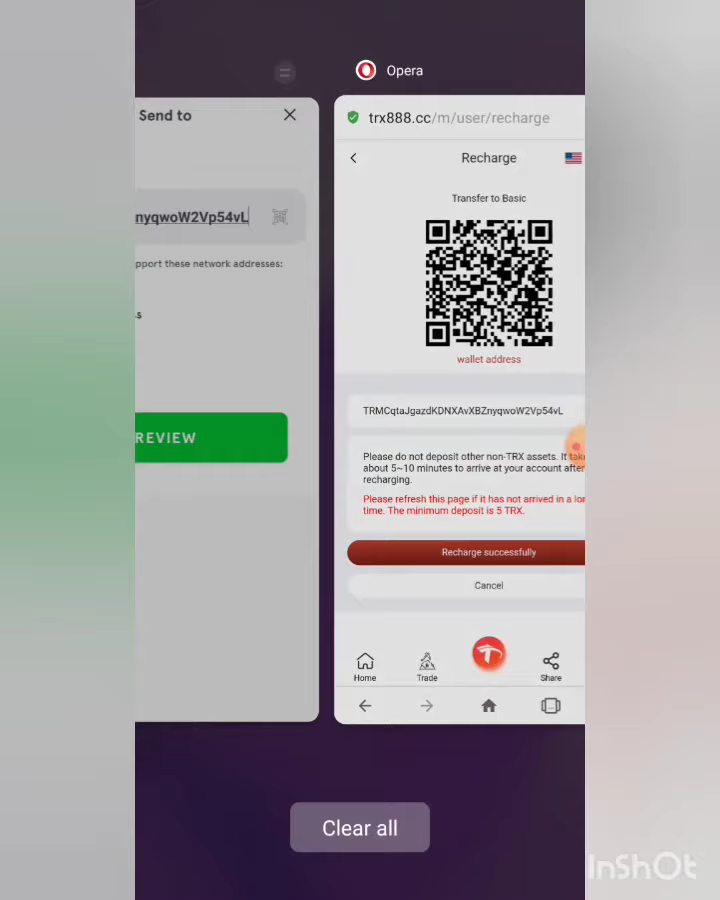 Opera
Send to
trx888.cc/m/user/recharge
Recharge
Transfer to Basic
nyqwoW2Vp54vL
pport these network addresses:
s
wallet address
TRMCqtaJgazdKDNXAvXBZnyqwoW2Vp54vL
REVIEW
Please do not deposit other non-TRX assets. It take
about 5~10 minutes to arrive at your account after
recharging.
Please refresh this page if it has not arrived in a lon
time. The minimum deposit is 5 TRX.
Recharge successfully
Cancel
Home
Trade
Share
Clear all
InShOt